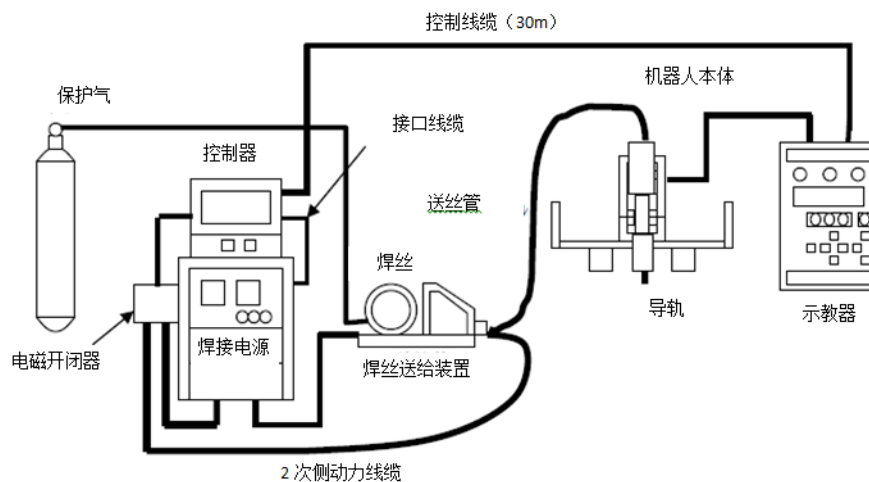 控制线缆（30m）
机器人本体
保护气
接口线缆
控制器
送丝管
焊丝
导轨
示教器
电磁开闭器
焊接电源
焊丝送给装置
2 次侧动力线缆